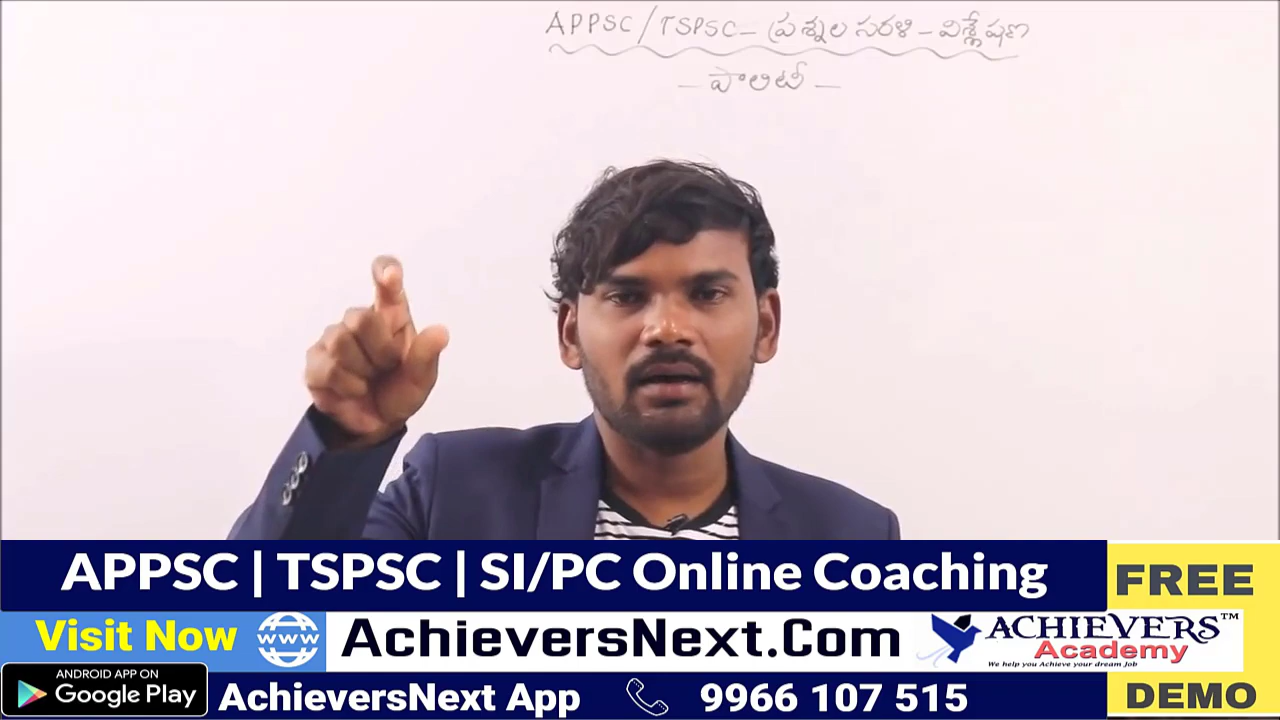 APPSC/TSPSC - ప్రశ్నల సరళి - విశ్లేషణ
- పాలిటీ -
APPSC | TSPSC | SI/PC Online Coaching
FREE
Visit Now
WWW
AchieversNext.Com
ACHIEVERS™
Academy
We help you Achieve your dream Job
ANDROID APP ON
Google Play
AchieversNext App
9966 107 515
DEMO